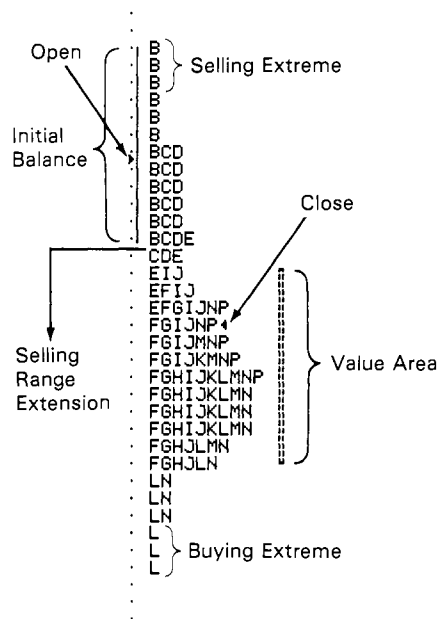 B
Open
B
B
Selling Extreme
B
B
B
Initial
Balance
BCD
BCD
BCD
BCD
BCD
BCDE
Close
CDE
EIJ
EFIJ
EFGIJNP
FGIJNP
FGIJMNP
Selling
Range
Extension
FGIJKMNP
Value Area
FGHIJKLMNP
FGHIJKLMN
FGHIJKLMN
FGHIJKLMN
FGHJLMN
FGHJLN
LN
LN
LN
L
L
Buying Extreme
L